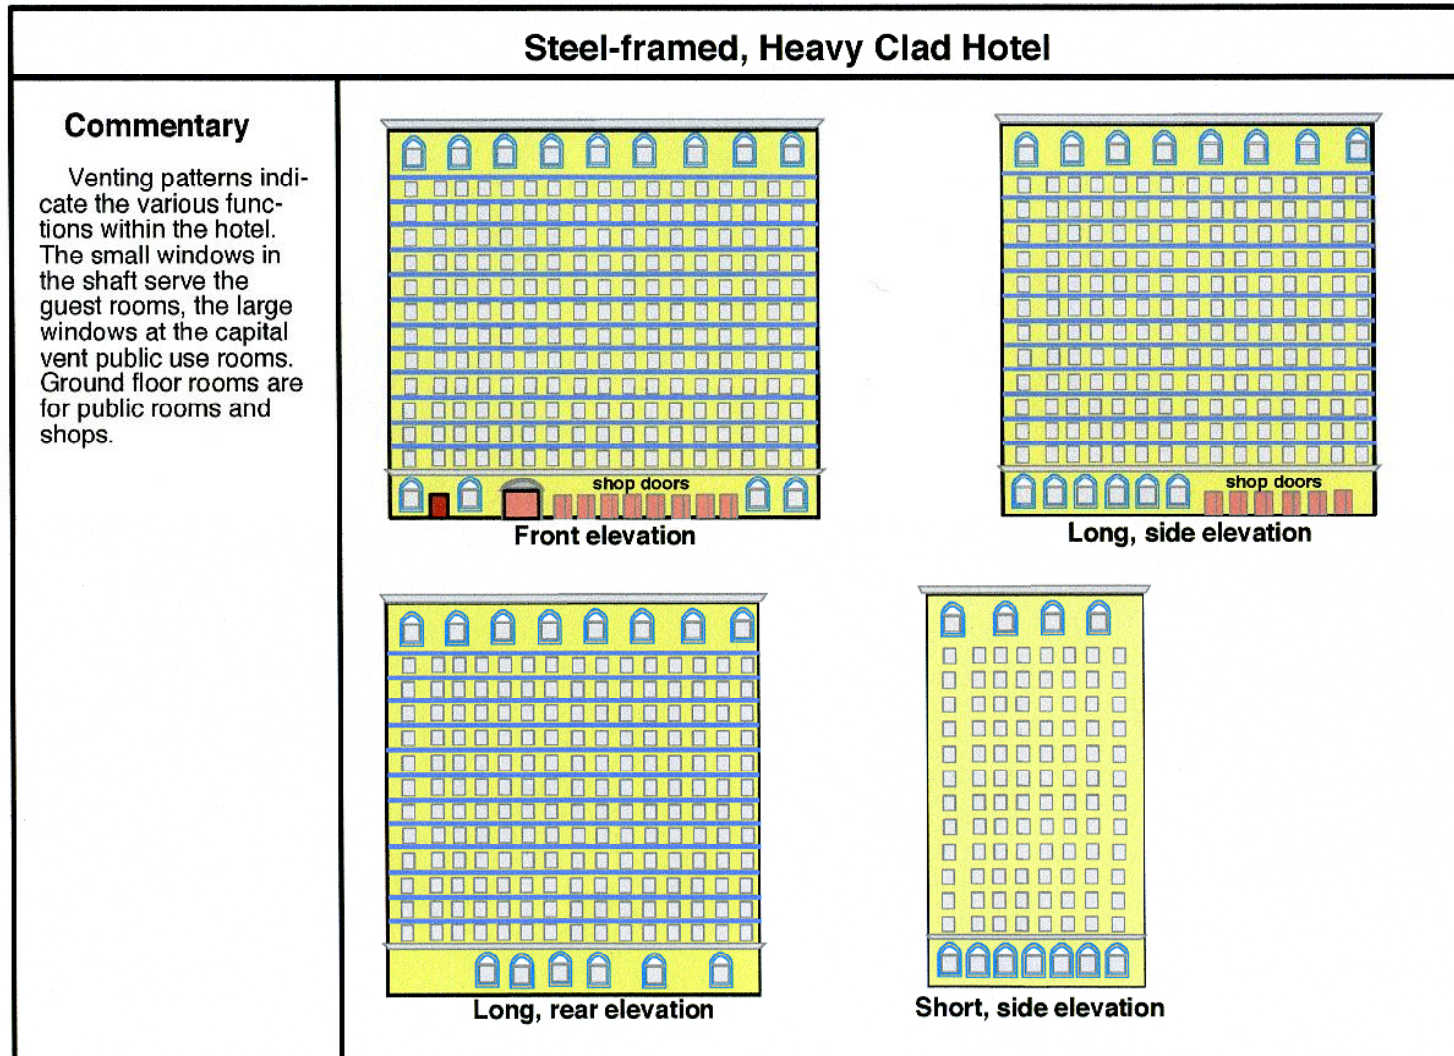 Steel-framed, Heavy Clad Hotel
Commentary
Venting patterns indi-
cate the various func-
tions within the hotel.
The small windows in
the shaft serve the
guest rooms, the large
windows at the capital
vent public use rooms.
Ground floor rooms are
for public rooms and
shops.
shop doors
Front elevation
shop doors
Long, side elevation
Long, rear elevation
Short, side elevation